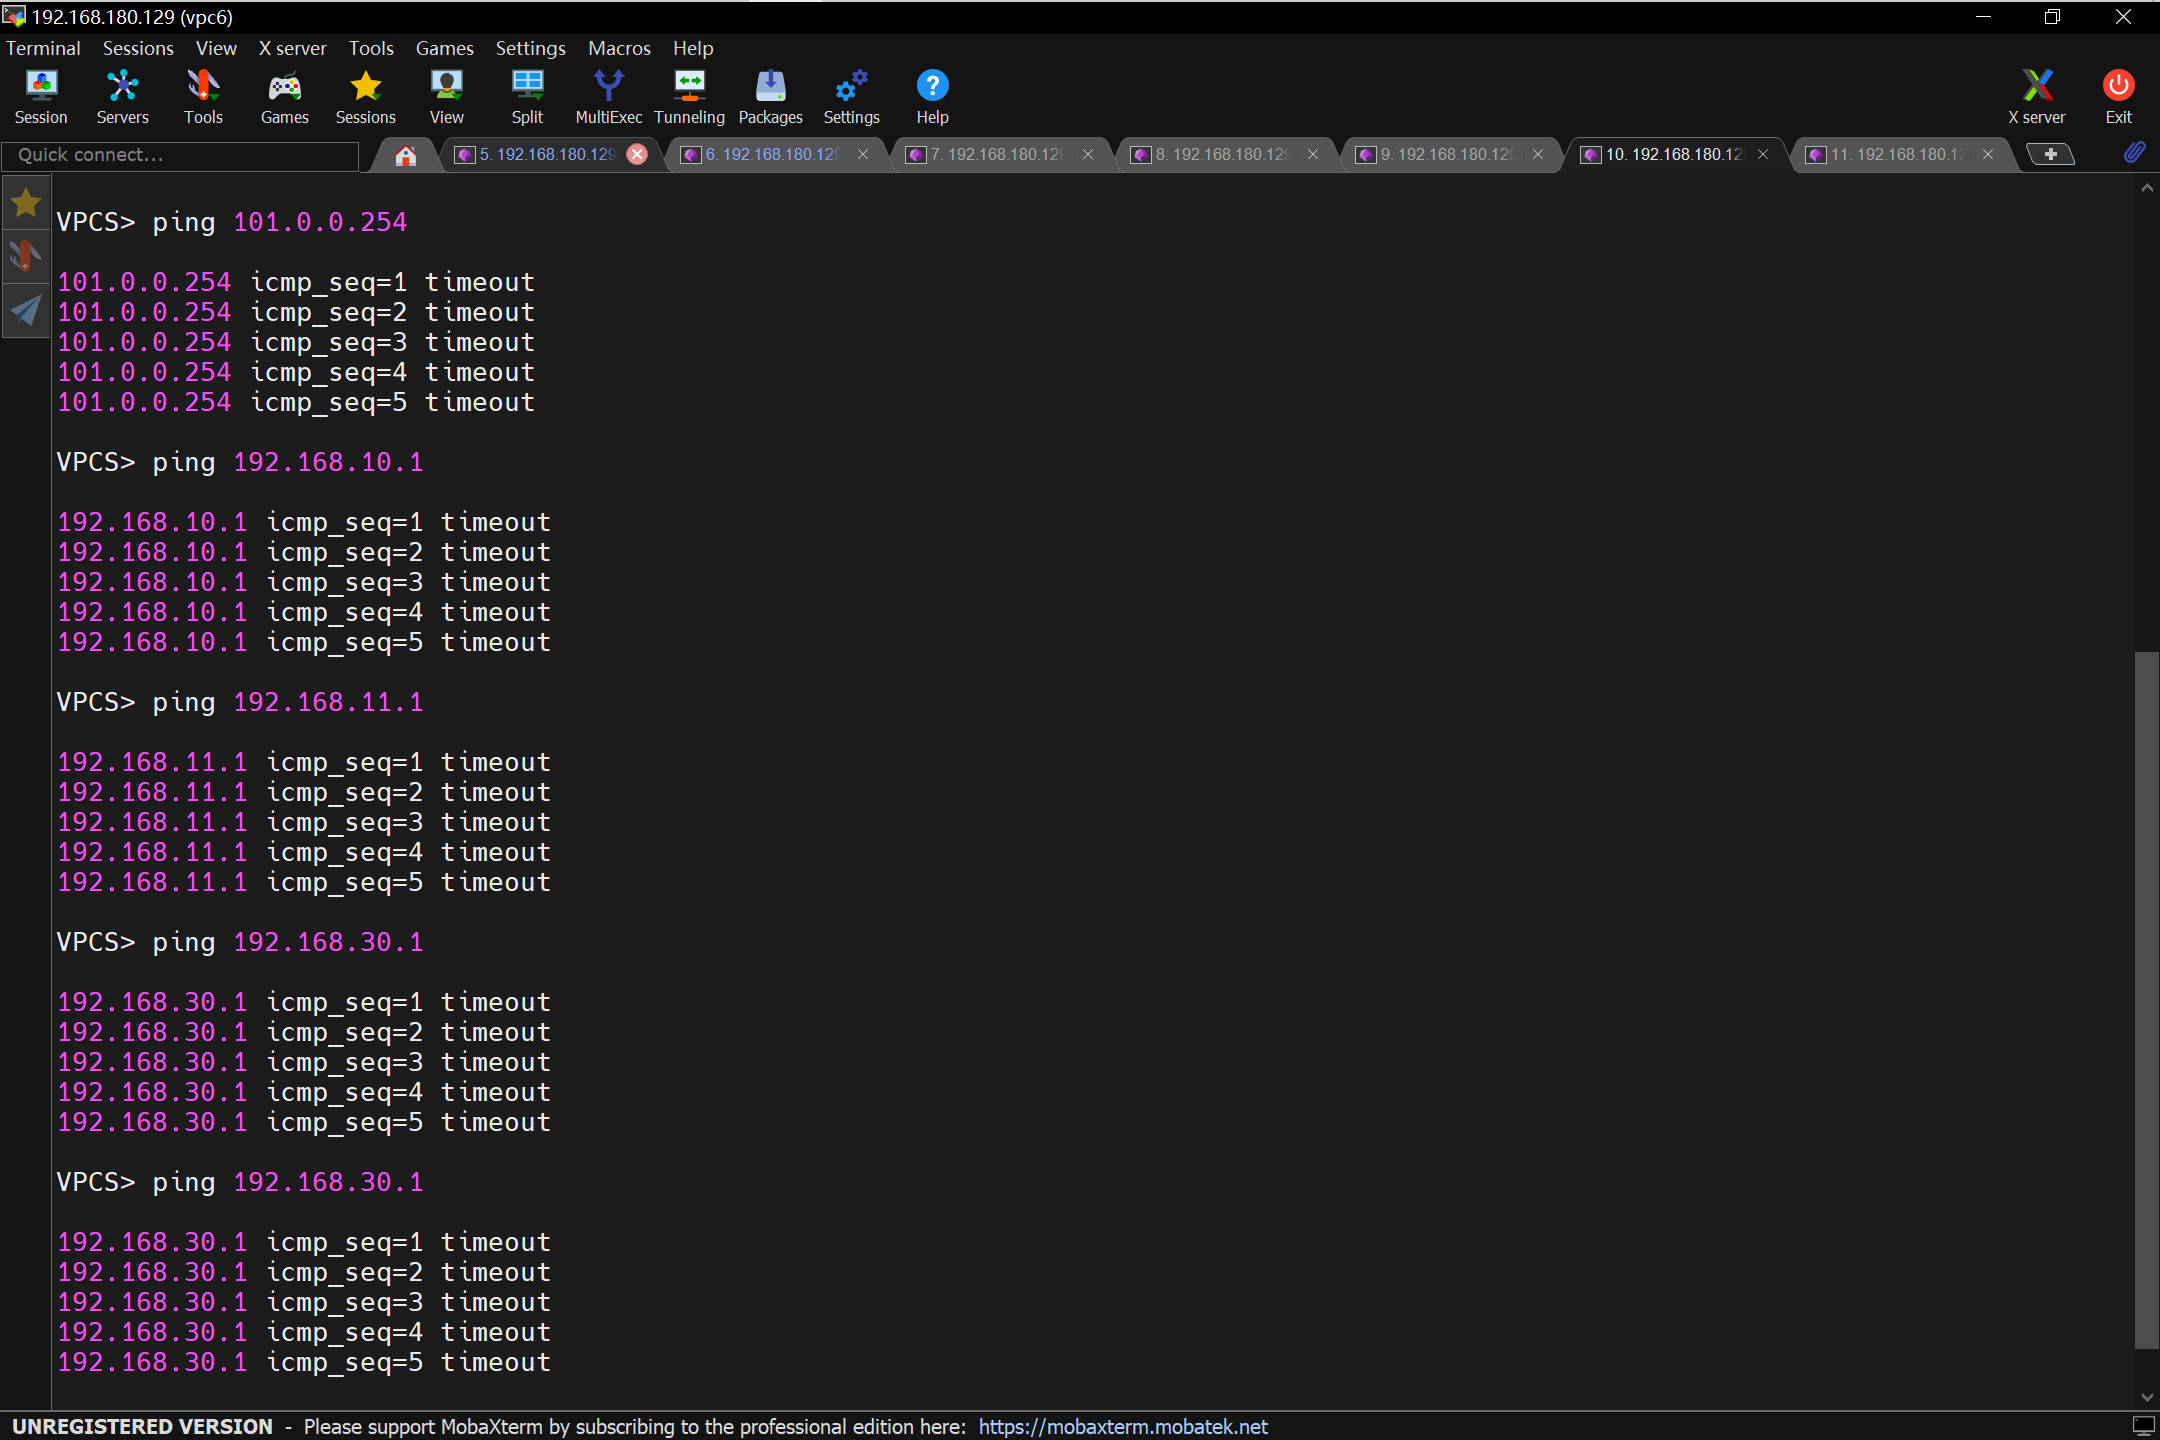 192.168.180.129 (vpc6)
Terminal Sessions View X server Tools Games Settings Macros Help
Session Servers Tools Games Sessions View Split MultiExec Tunneling Packages Settings Help X server Exit
Quick connect... 5. 192.168.180.129 6. 192.168.180.129 7. 192.168.180.129 8. 192.168.180.129 9. 192.168.180.129 10. 192.168.180.12 11. 192.168.180.12
VPCS> ping 101.0.0.254
101.0.0.254 icmp_seq=1 timeout
101.0.0.254 icmp_seq=2 timeout
101.0.0.254 icmp_seq=3 timeout
101.0.0.254 icmp_seq=4 timeout
101.0.0.254 icmp_seq=5 timeout
VPCS> ping 192.168.10.1
192.168.10.1 icmp_seq=1 timeout
192.168.10.1 icmp_seq=2 timeout
192.168.10.1 icmp_seq=3 timeout
192.168.10.1 icmp_seq=4 timeout
192.168.10.1 icmp_seq=5 timeout
VPCS> ping 192.168.11.1
192.168.11.1 icmp_seq=1 timeout
192.168.11.1 icmp_seq=2 timeout
192.168.11.1 icmp_seq=3 timeout
192.168.11.1 icmp_seq=4 timeout
192.168.11.1 icmp_seq=5 timeout
VPCS> ping 192.168.30.1
192.168.30.1 icmp_seq=1 timeout
192.168.30.1 icmp_seq=2 timeout
192.168.30.1 icmp_seq=3 timeout
192.168.30.1 icmp_seq=4 timeout
192.168.30.1 icmp_seq=5 timeout
VPCS> ping 192.168.30.1
192.168.30.1 icmp_seq=1 timeout
192.168.30.1 icmp_seq=2 timeout
192.168.30.1 icmp_seq=3 timeout
192.168.30.1 icmp_seq=4 timeout
192.168.30.1 icmp_seq=5 timeout
UNREGISTERED VERSION - Please support MobaXterm by subscribing to the professional edition here: https://mobaxterm.mobatek.net